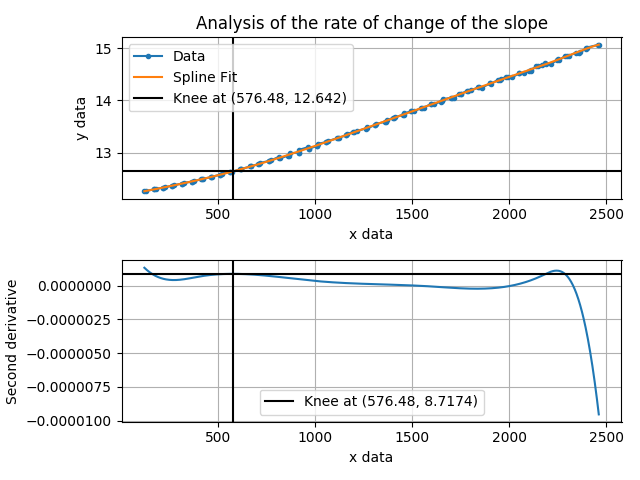 Analysis of the rate of change of the slope
Data
Spline Fit
Knee at (576.48, 12.642)
15
14
13
y data
500 1000 1500 2000 2500
x data
0.0000000
−0.0000025
−0.0000050
−0.0000075
−0.0000100
Second derivative
Knee at (576.48, 8.7174)
500 1000 1500 2000 2500
x data